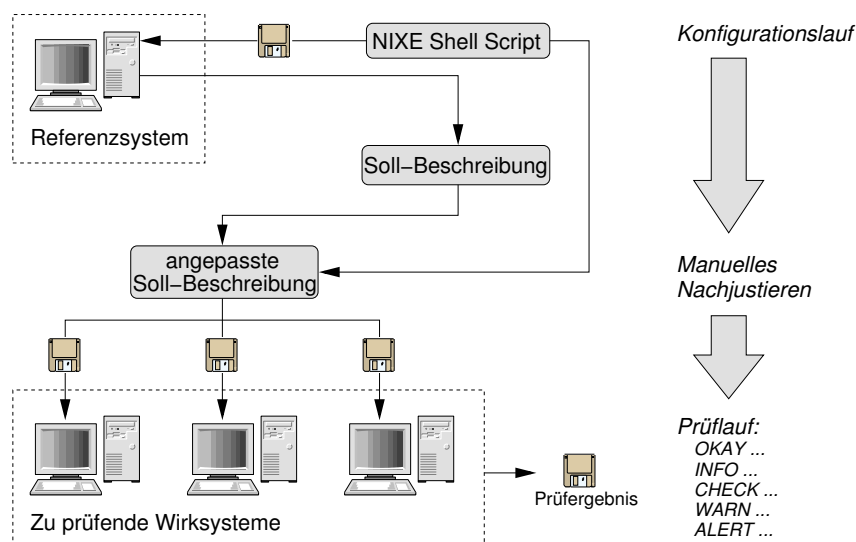 NIXE Shell Script
Konfigurationslauf
Referenzsystem
Soll−Beschreibung
angepasste
Soll−Beschreibung
Manuelles
Nachjustieren
Prüflauf:
OKAY ...
INFO ...
CHECK ...
WARN ...
ALERT ...
Prüfergebnis
Zu prüfende Wirksysteme